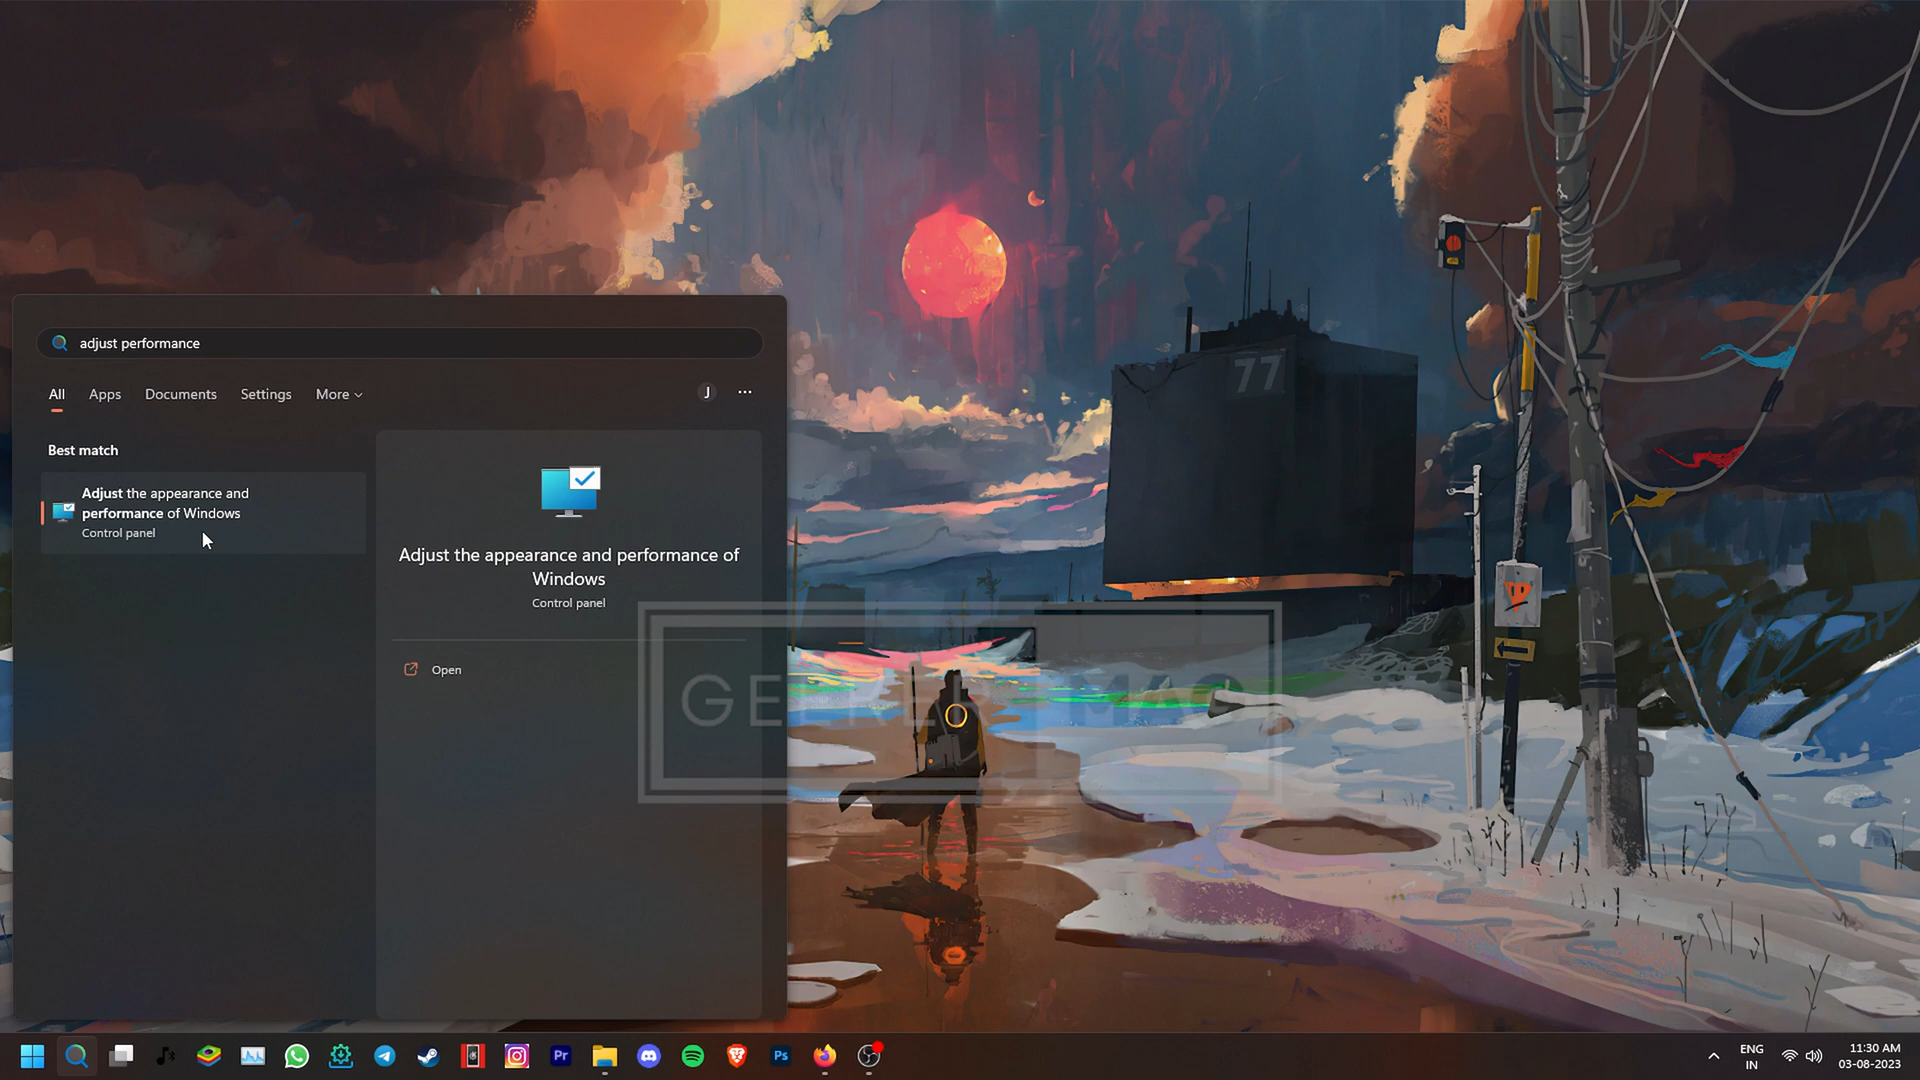 77
adjust performance
All Apps Documents Settings More
J
Best match
Adjust the appearance and
performance of Windows
Control panel
Adjust the appearance and performance of
Windows
Control panel
Open
Pr
Ps
ENG
IN
11:30 AM
03-08-2023